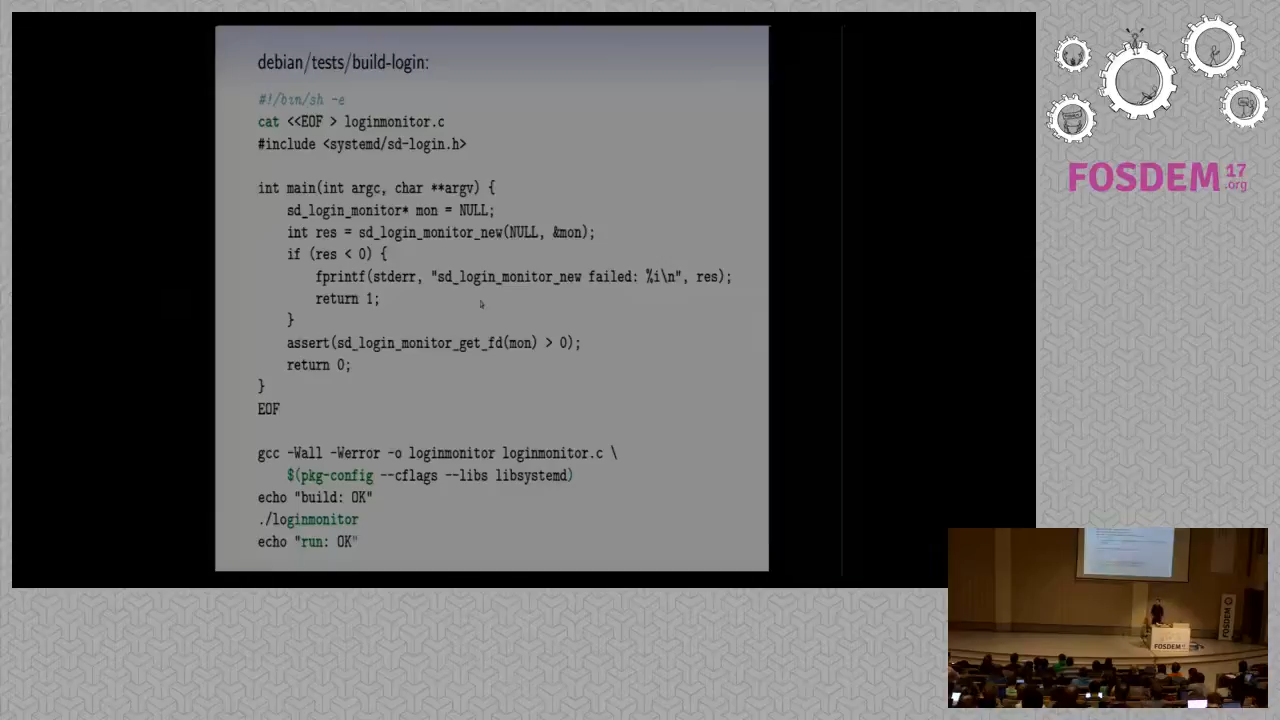 debian/tests/build-login:
#!/bin/sh -e
cat <<EOF > loginmonitor.c
#include <systemd/sd-login.h>
int main(int argc, char **argv) {
sd_login_monitor* mon = NULL;
int res = sd_login_monitor_new(NULL, &mon);
if (res < 0) {
fprintf(stderr, "sd_login_monitor_new failed: %i\n", res);
return 1;
}
assert(sd_login_monitor_get_fd(mon) > 0);
return 0;
}
EOF
gcc -Wall -Werror -o loginmonitor loginmonitor.c \
$(pkg-config --cflags --libs libsystemd)
echo "build: OK"
./loginmonitor
echo "run: OK"
FOSDEM 17
.org
FOSDEM
FOSDEM